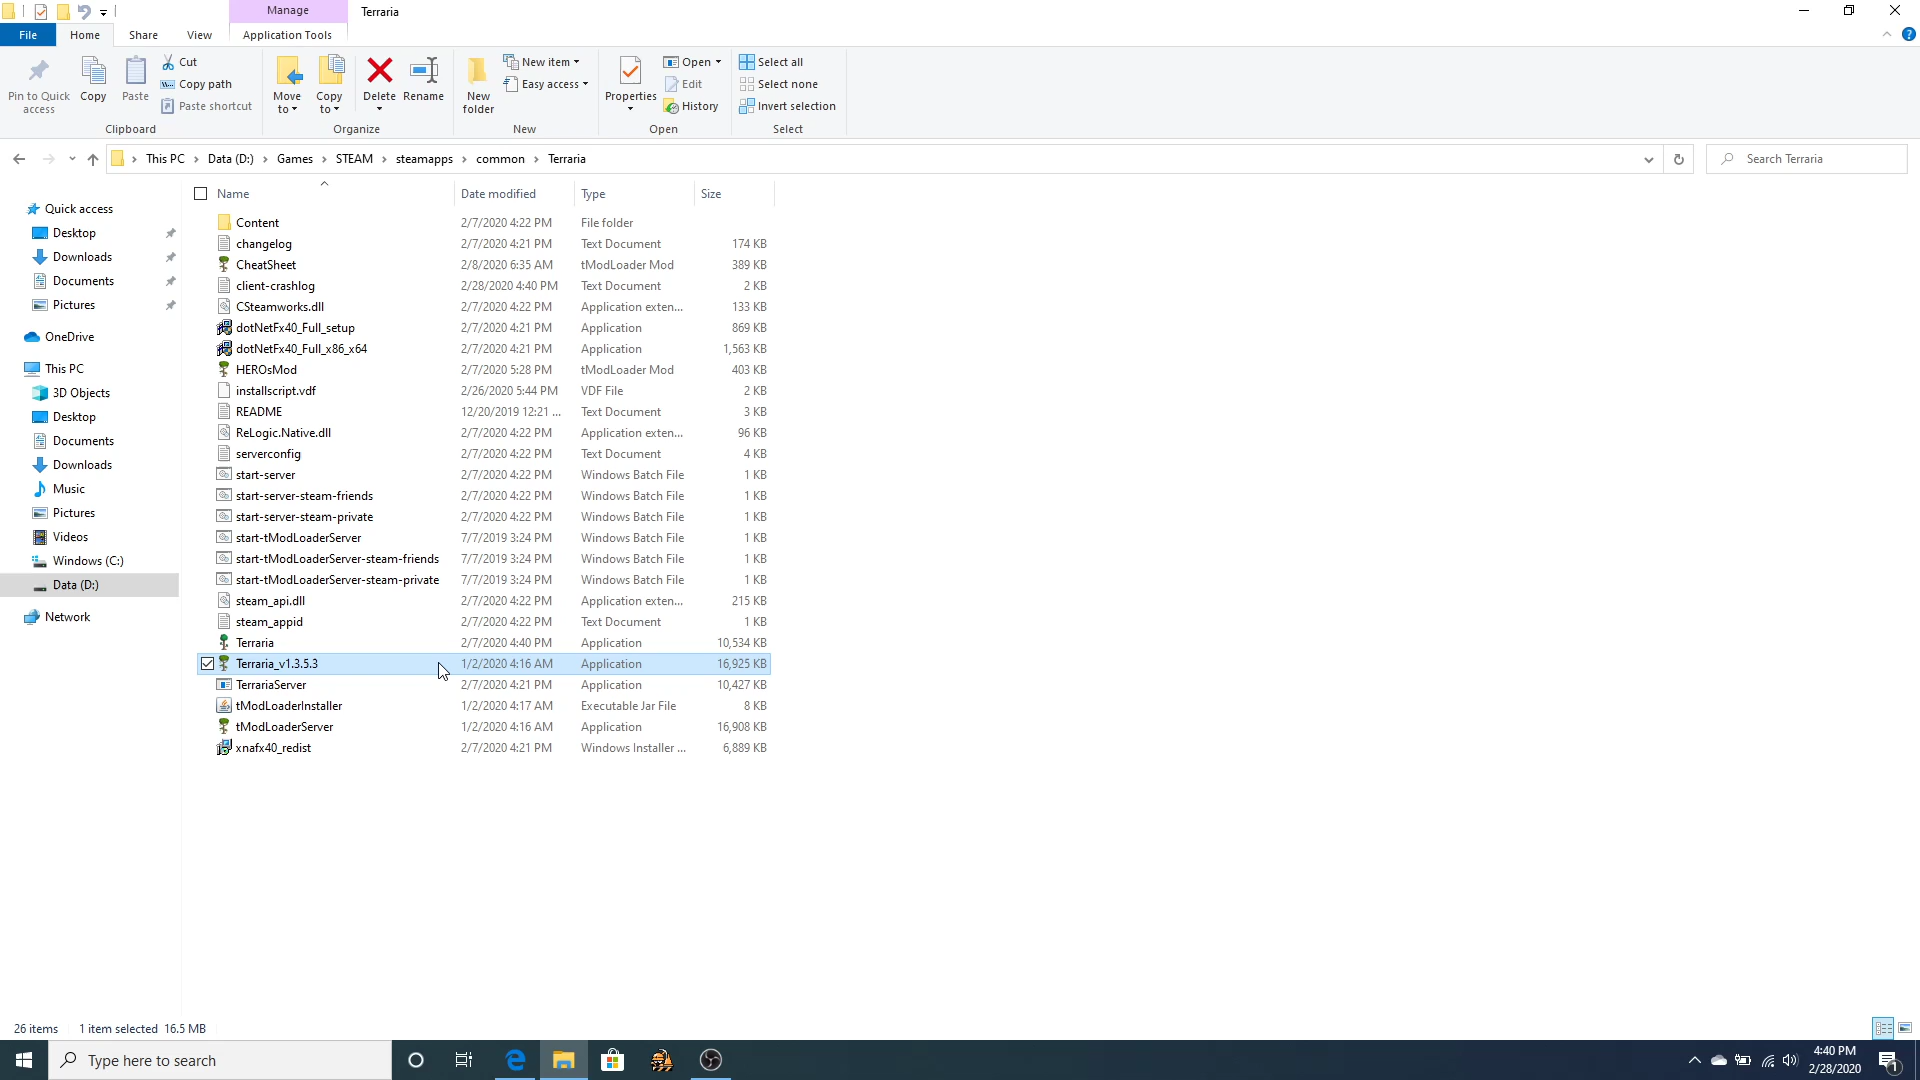 Manage
Terraria
File
Home
Share
View
Application Tools
Pin to Quick access
Copy
Paste
Cut
Copy path
Paste shortcut
Clipboard
Move to
Copy to
Delete
Rename
Organize
New folder
New item
Easy access
New
Properties
Open
Edit
History
Open
Select all
Select none
Invert selection
Select
This PC
Data (D:)
Games
STEAM
steamapps
common
Terraria
Search Terraria
Name
Date modified
Type
Size
Quick access
Desktop
Downloads
Documents
Pictures
OneDrive
This PC
3D Objects
Desktop
Documents
Downloads
Music
Pictures
Videos
Windows (C:)
Data (D:)
Network
Content 2/7/2020 4:22 PM File folder
changelog 2/7/2020 4:21 PM Text Document 174 KB
CheatSheet 2/8/2020 6:35 AM tModLoader Mod 389 KB
client-crashlog 2/28/2020 4:40 PM Text Document 2 KB
CSteamworks.dll 2/7/2020 4:22 PM Application exten... 133 KB
dotNetFx40_Full_setup 2/7/2020 4:21 PM Application 869 KB
dotNetFx40_Full_x86_x64 2/7/2020 4:21 PM Application 1,563 KB
HEROsMod 2/7/2020 5:28 PM tModLoader Mod 403 KB
installscript.vdf 2/26/2020 5:44 PM VDF File 2 KB
README 12/20/2019 12:21 ... Text Document 3 KB
ReLogic.Native.dll 2/7/2020 4:22 PM Application exten... 96 KB
serverconfig 2/7/2020 4:22 PM Text Document 4 KB
start-server 2/7/2020 4:22 PM Windows Batch File 1 KB
start-server-steam-friends 2/7/2020 4:22 PM Windows Batch File 1 KB
start-server-steam-private 2/7/2020 4:22 PM Windows Batch File 1 KB
start-tModLoaderServer 7/7/2019 3:24 PM Windows Batch File 1 KB
start-tModLoaderServer-steam-friends 7/7/2019 3:24 PM Windows Batch File 1 KB
start-tModLoaderServer-steam-private 7/7/2019 3:24 PM Windows Batch File 1 KB
steam_api.dll 2/7/2020 4:22 PM Application exten... 215 KB
steam_appid 2/7/2020 4:22 PM Text Document 1 KB
Terraria 2/7/2020 4:40 PM Application 10,534 KB
Terraria_v1.3.5.3 1/2/2020 4:16 AM Application 16,925 KB
TerrariaServer 2/7/2020 4:21 PM Application 10,427 KB
tModLoaderInstaller 1/2/2020 4:17 AM Executable Jar File 8 KB
tModLoaderServer 1/2/2020 4:16 AM Application 16,908 KB
xnafx40_redist 2/7/2020 4:21 PM Windows Installer ... 6,889 KB
26 items
1 item selected 16.5 MB
Type here to search
4:40 PM
2/28/2020
1